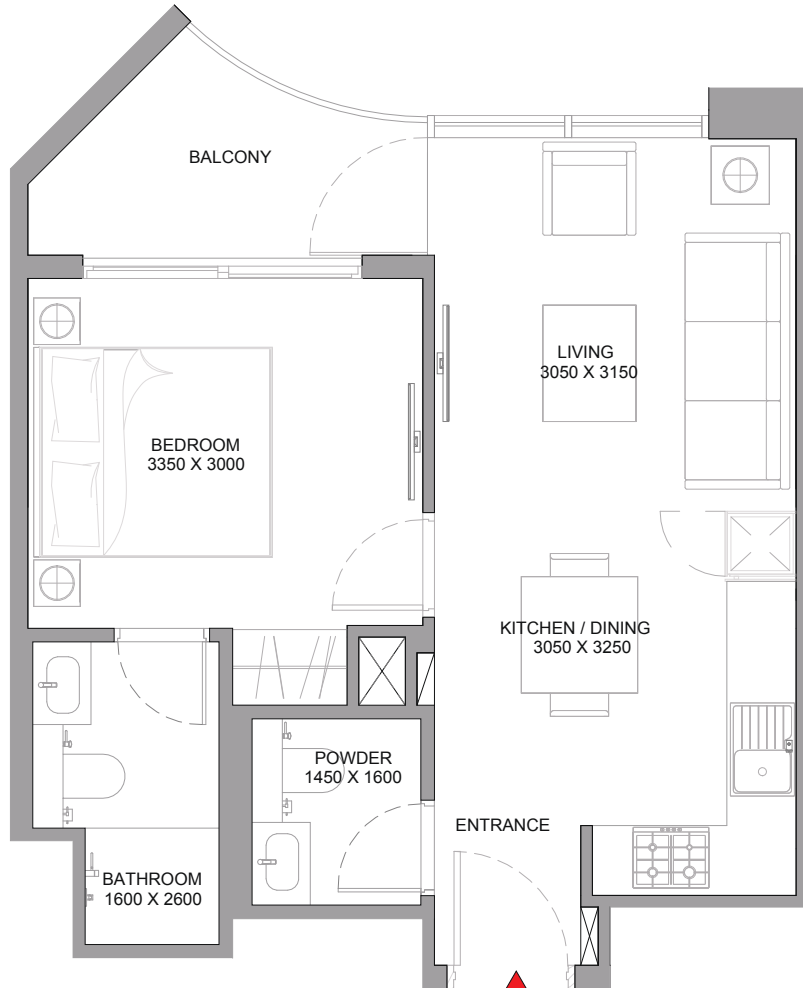 BALCONY
LIVING
3050 X 3150
BEDROOM
3350 X 3000
KITCHEN / DINING
3050 X 3250
POWDER
1450 X 1600
ENTRANCE
BATHROOM
1600 X 2600